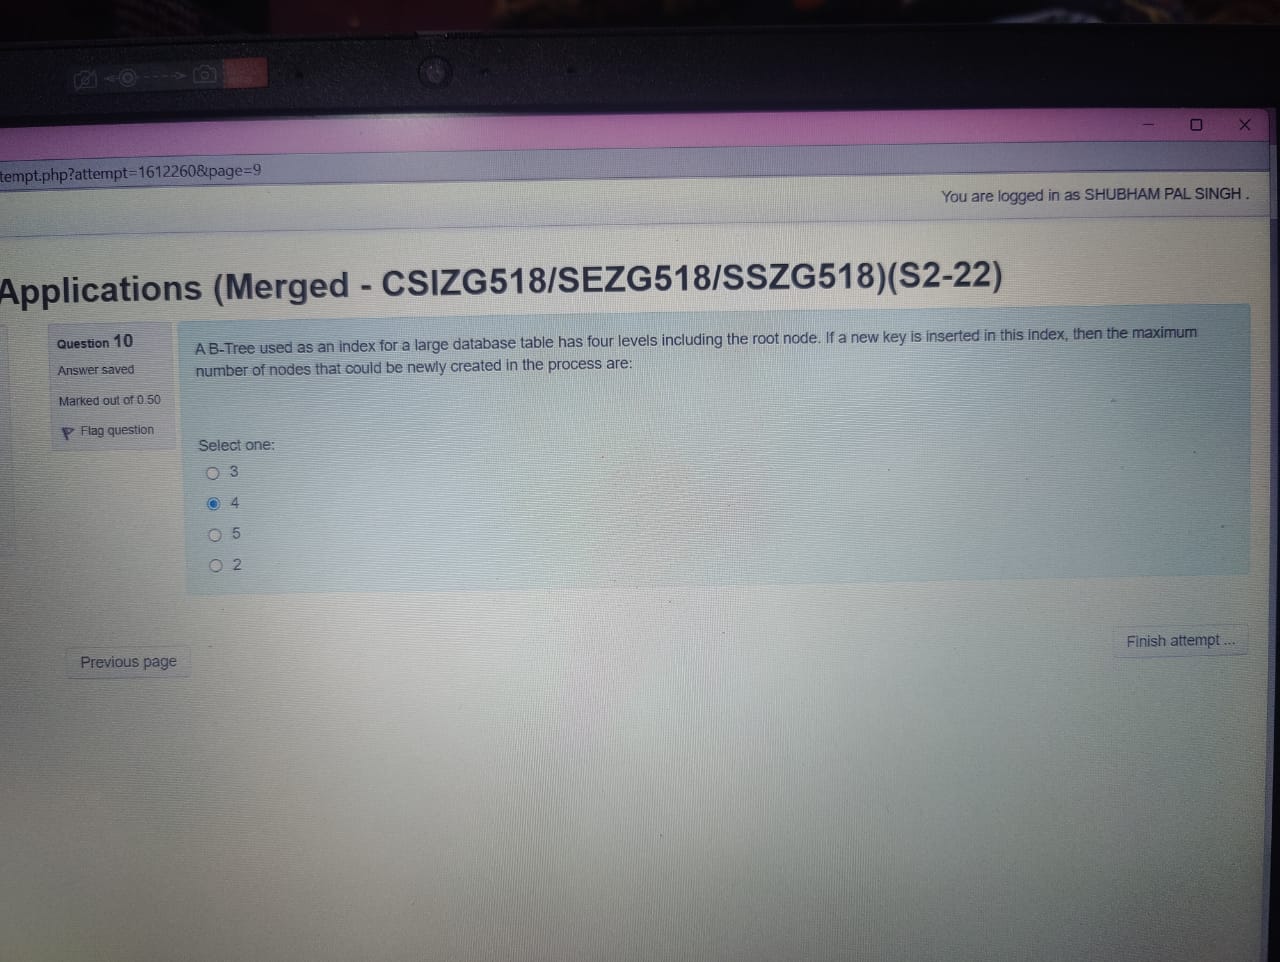 tempt.php?attempt=1612260&page=9
You are logged in as SHUBHAM PAL SINGH .
Applications (Merged - CSIZG518/SEZG518/SSZG518)(S2-22)
Question 10
Answer saved
Marked out of 0.50
Flag question
A B-Tree used as an index for a large database table has four levels including the root node. If a new key is inserted in this index, then the maximum
number of nodes that could be newly created in the process are:
Select one:
3
4
5
2
Previous page
Finish attempt ...